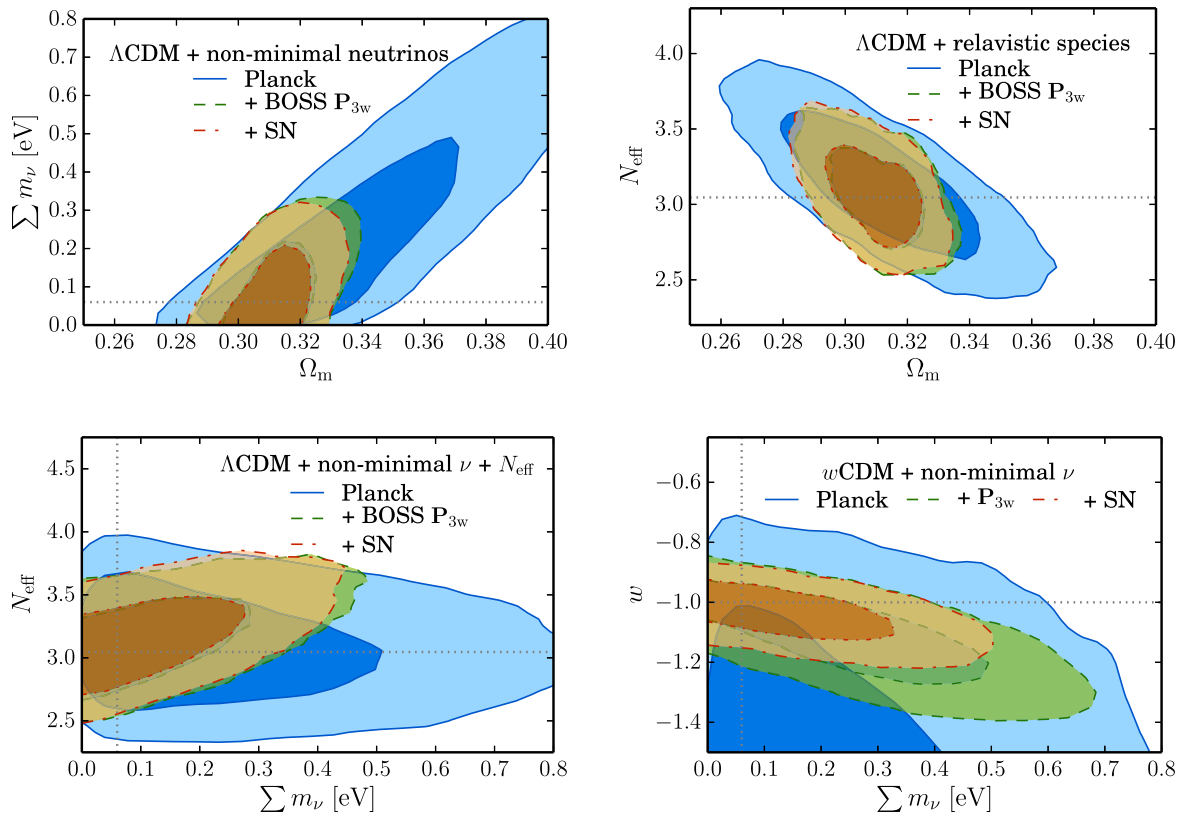 0.8
0.7
0.6
0.5
0.4
0.3
0.2
0.1
0.0
∑ mν [eV]
ΛCDM + non-minimal neutrinos
Planck
+ BOSS P3w
+ SN
0.26 0.28 0.30 0.32 0.34 0.36 0.38 0.40
Ωm
4.0
3.5
3.0
2.5
Neff
ΛCDM + relavistic species
Planck
+ BOSS P3w
+ SN
0.26 0.28 0.30 0.32 0.34 0.36 0.38 0.40
Ωm
4.5
4.0
3.5
3.0
2.5
Neff
ΛCDM + non-minimal ν + Neff
Planck
+ BOSS P3w
+ SN
0.0 0.1 0.2 0.3 0.4 0.5 0.6 0.7 0.8
∑ mν [eV]
−0.6
−0.8
−1.0
−1.2
−1.4
w
wCDM + non-minimal ν
Planck + P3w + SN
0.0 0.1 0.2 0.3 0.4 0.5 0.6 0.7 0.8
∑ mν [eV]